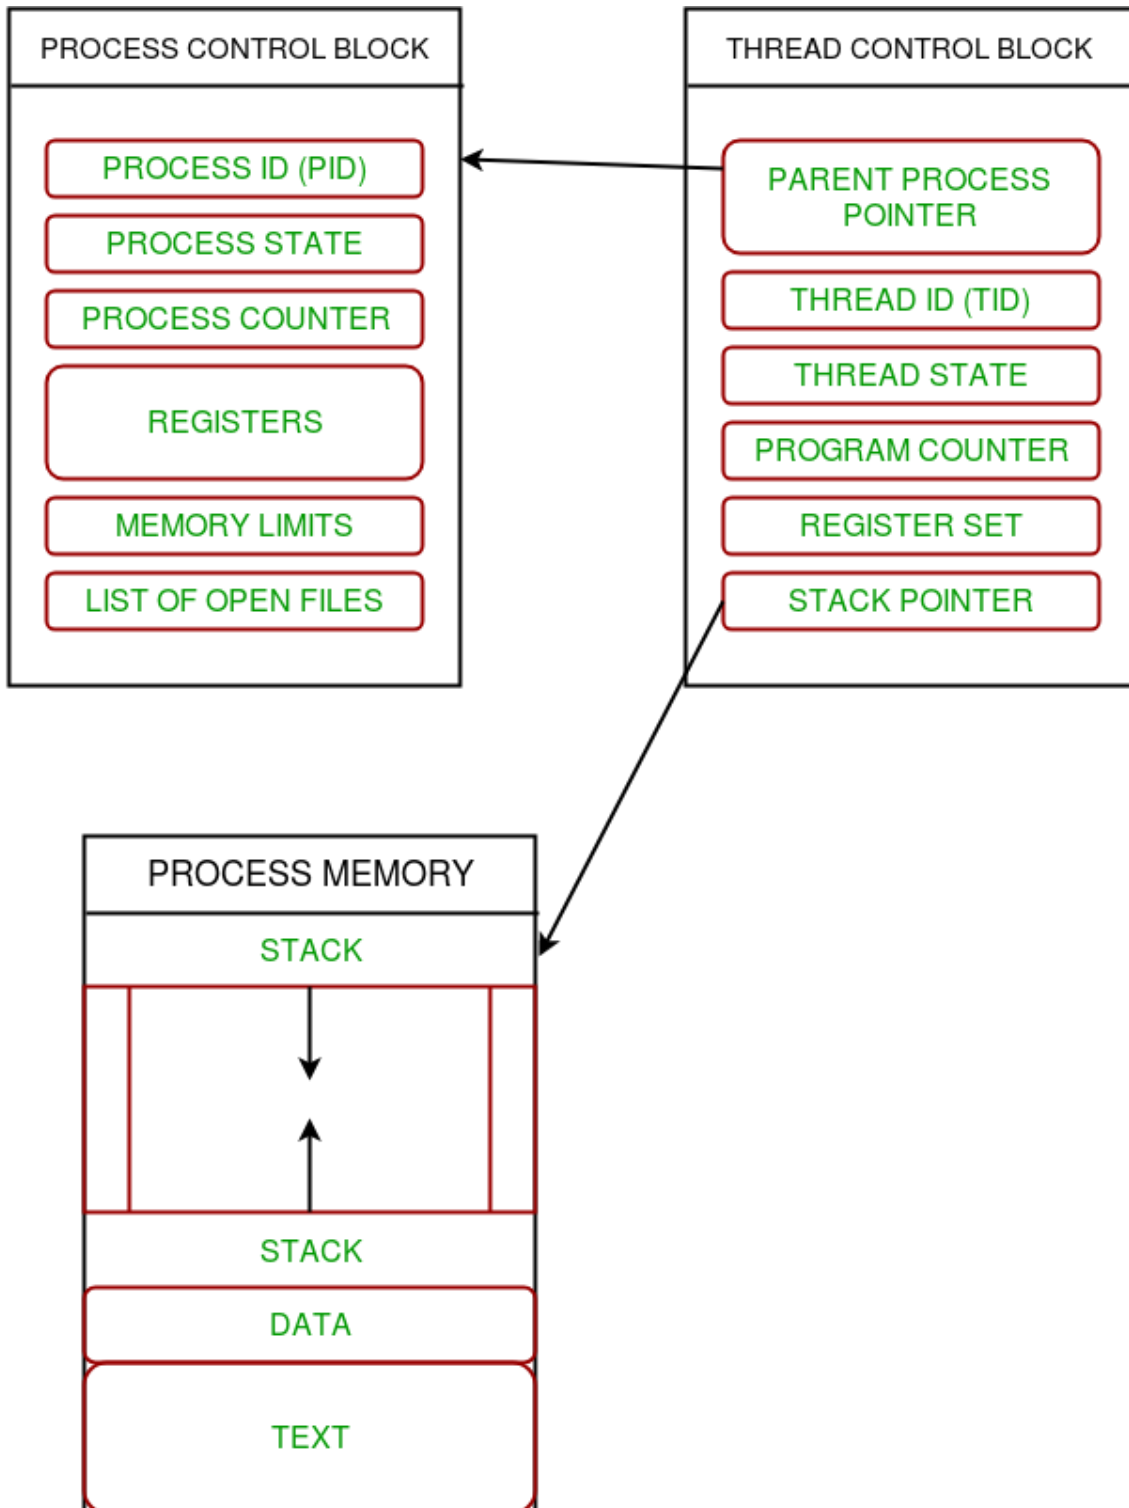 PROCESS CONTROL BLOCK
PROCESS ID (PID)
PROCESS STATE
PROCESS COUNTER
REGISTERS
MEMORY LIMITS
LIST OF OPEN FILES
THREAD CONTROL BLOCK
PARENT PROCESS
POINTER
THREAD ID (TID)
THREAD STATE
PROGRAM COUNTER
REGISTER SET
STACK POINTER
PROCESS MEMORY
STACK
STACK
DATA
TEXT